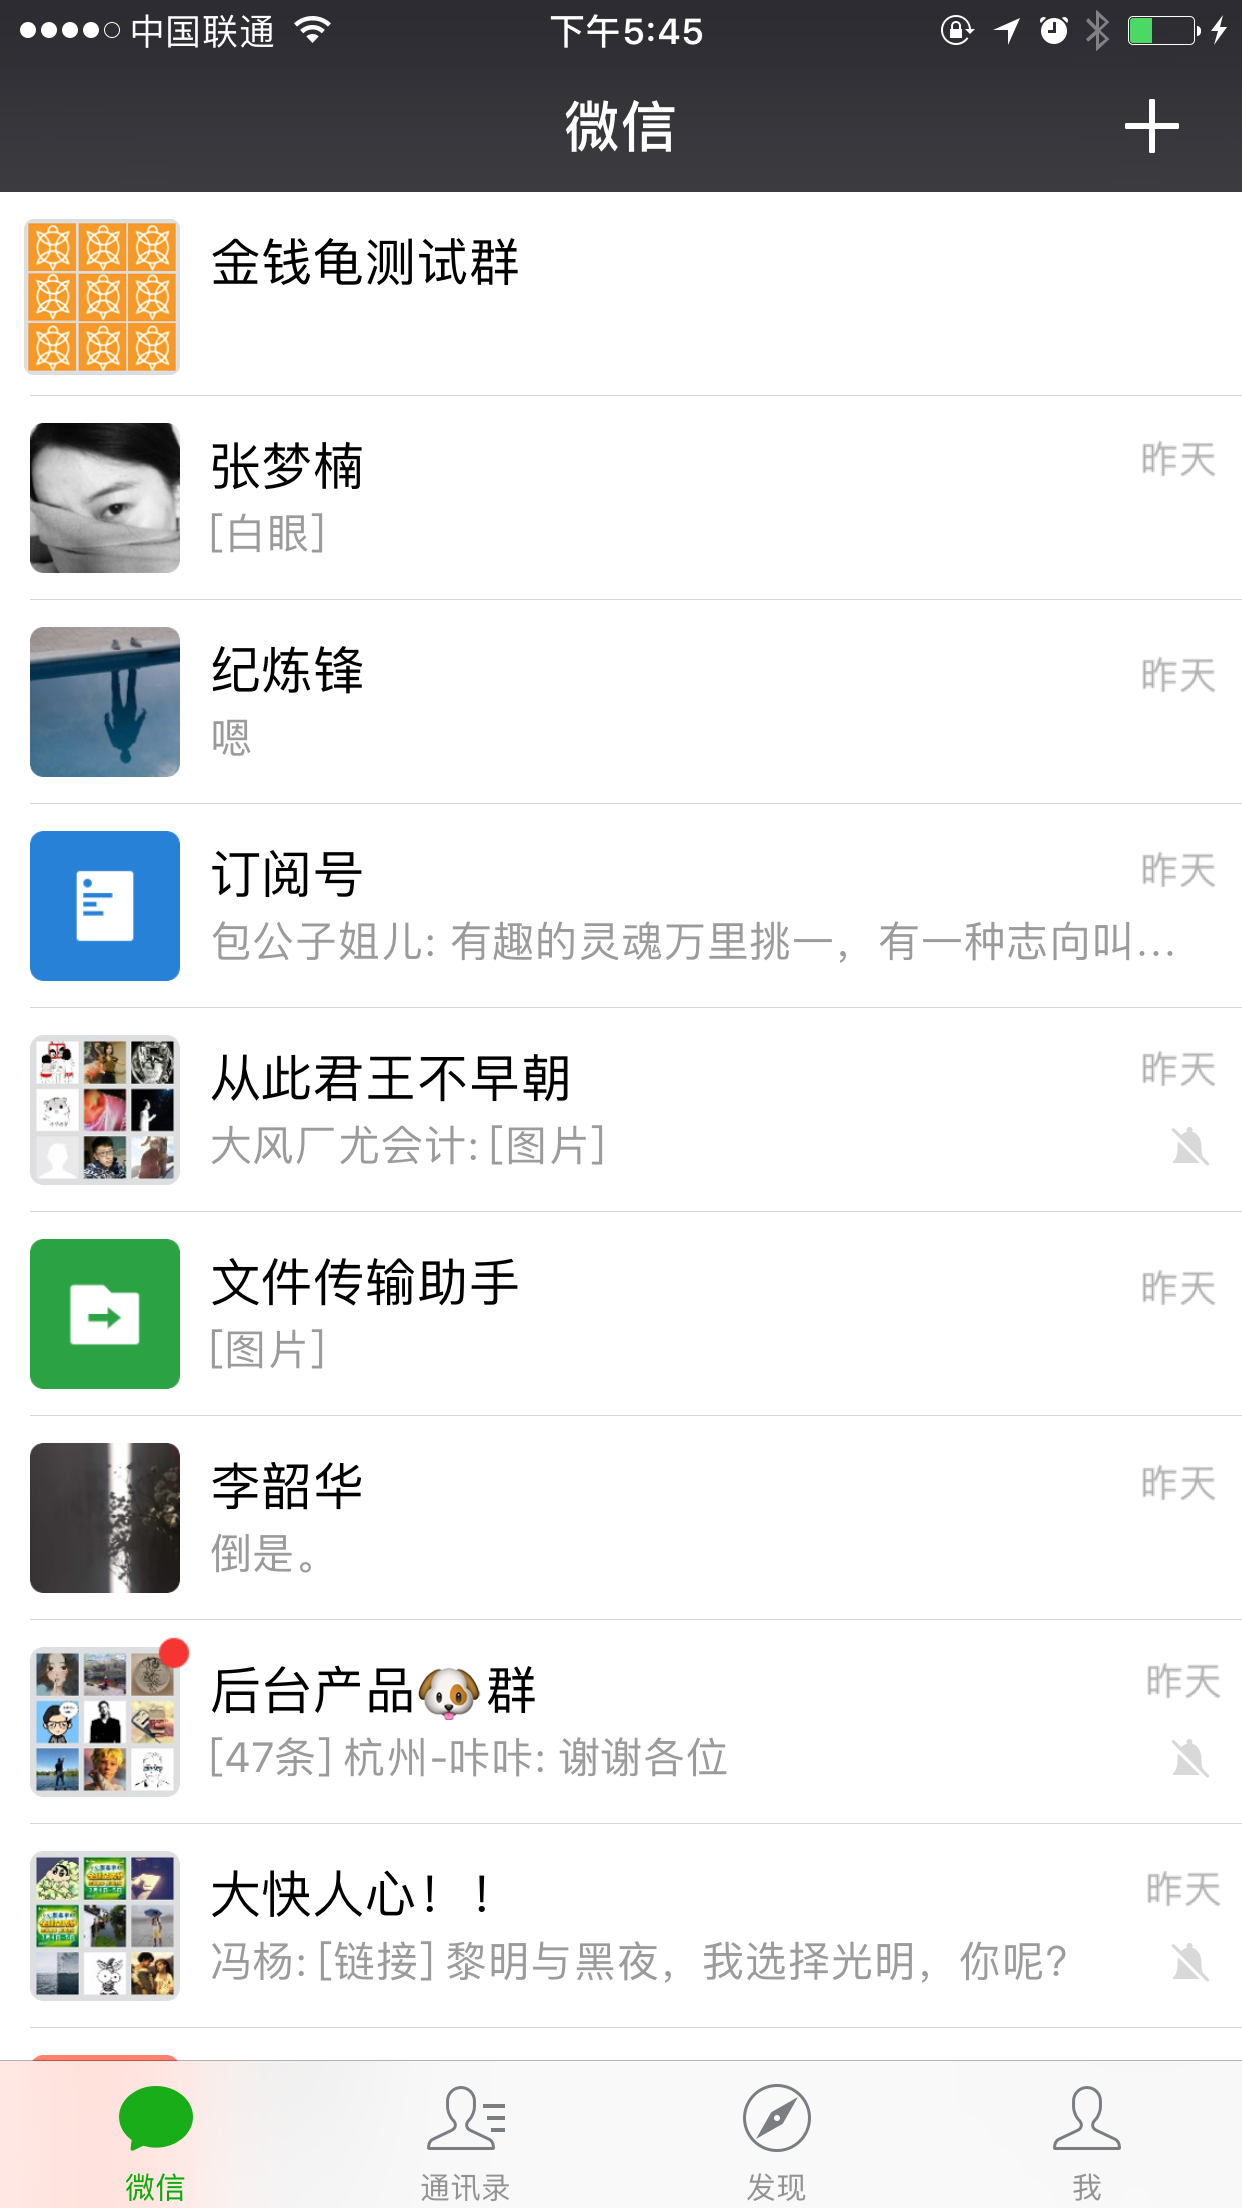 中国联通
下午5:45
微信
金钱龟测试群
张梦楠
昨天
[白眼]
纪炼锋
昨天
嗯
订阅号
昨天
包公子姐儿: 有趣的灵魂万里挑一，有一种志向叫...
从此君王不早朝
昨天
大风厂尤会计: [图片]
文件传输助手
昨天
[图片]
李韶华
昨天
倒是。
后台产品🐶群
昨天
[47条] 杭州-咔咔: 谢谢各位
大快人心！！
昨天
冯杨: [链接] 黎明与黑夜，我选择光明，你呢?
微信
通讯录
发现
我